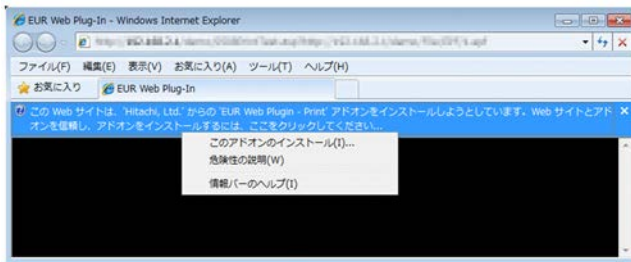 EUR Web Plug-In - Windows Internet Explorer
ファイル(F) 編集(E) 表示(V) お気に入り(A) ツール(T) ヘルプ(H)
お気に入り EUR Web Plug-In
この Web サイトは、'Hitachi, Ltd.' からの 'EUR Web Plugin - Print' アドオンをインストールしようとしています。Web サイトとアド
オンを信頼し、アドオンをインストールするには、ここをクリックしてください...
このアドオンのインストール(I)...
危険性の説明(W)
情報バーのヘルプ(I)